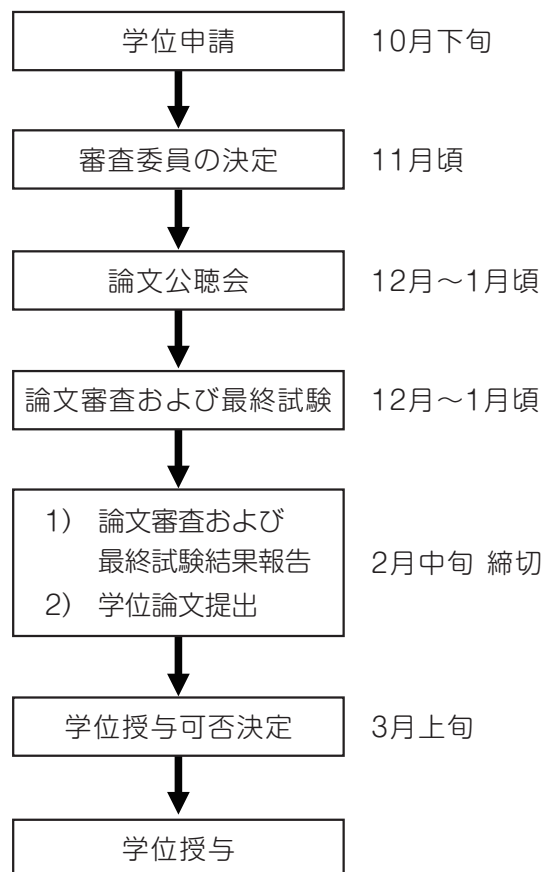 学位申請 10月下旬
審査委員の決定 11月頃
論文公聴会 12月～1月頃
論文審査および最終試験 12月～1月頃
1) 論文審査および
最終試験結果報告 2月中旬 締切
2) 学位論文提出
学位授与可否決定 3月上旬
学位授与